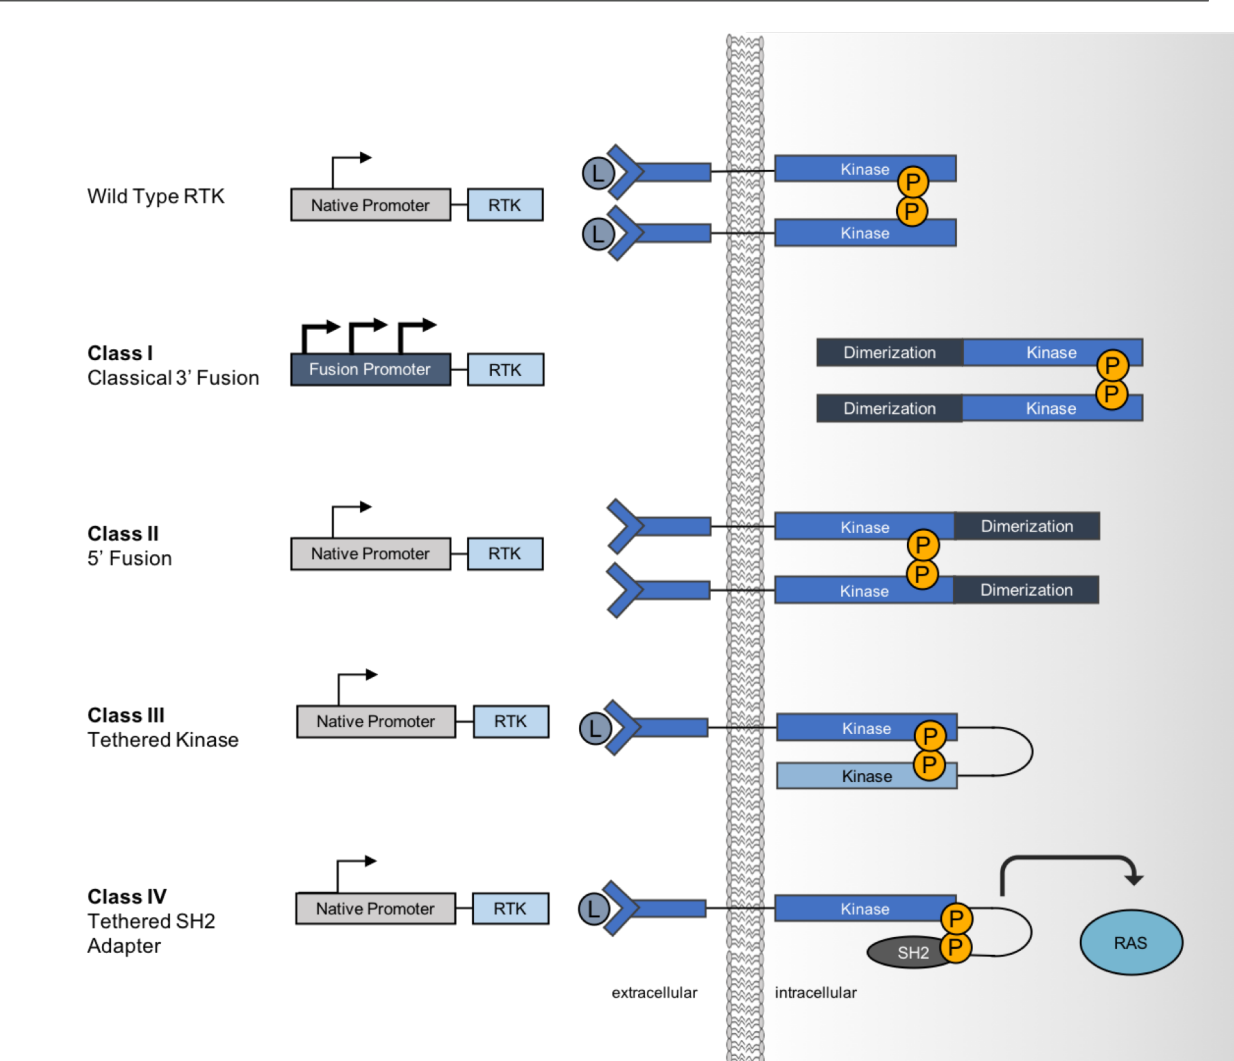 Wild Type RTK
Native Promoter RTK
L Kinase P
L Kinase P
Class I
Classical 3’ Fusion
Fusion Promoter RTK
Dimerization Kinase P
Dimerization Kinase P
Class II
5’ Fusion
Native Promoter RTK
Kinase P Dimerization
Kinase P Dimerization
Class III
Tethered Kinase
Native Promoter RTK
L Kinase P
Kinase P
Class IV
Tethered SH2
Adapter
Native Promoter RTK
L Kinase P
SH2 P
RAS
extracellular intracellular